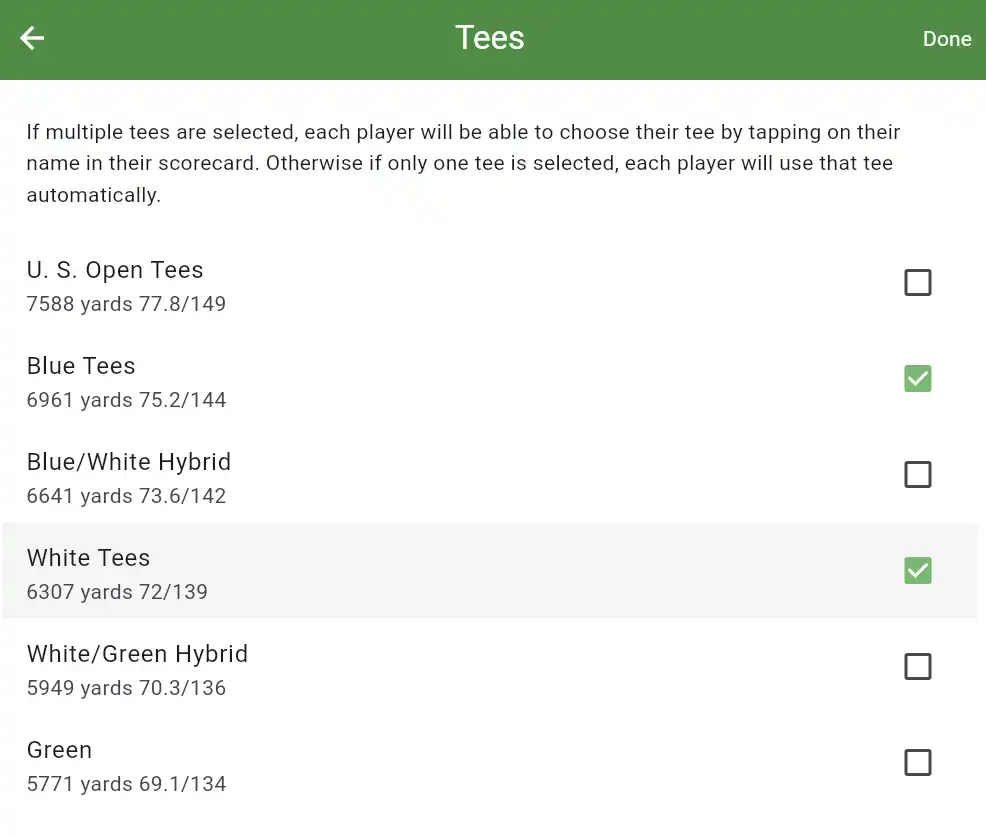 Tees
Done
If multiple tees are selected, each player will be able to choose their tee by tapping on their
name in their scorecard. Otherwise if only one tee is selected, each player will use that tee
automatically.
U. S. Open Tees
7588 yards 77.8/149
Blue Tees
6961 yards 75.2/144
Blue/White Hybrid
6641 yards 73.6/142
White Tees
6307 yards 72/139
White/Green Hybrid
5949 yards 70.3/136
Green
5771 yards 69.1/134